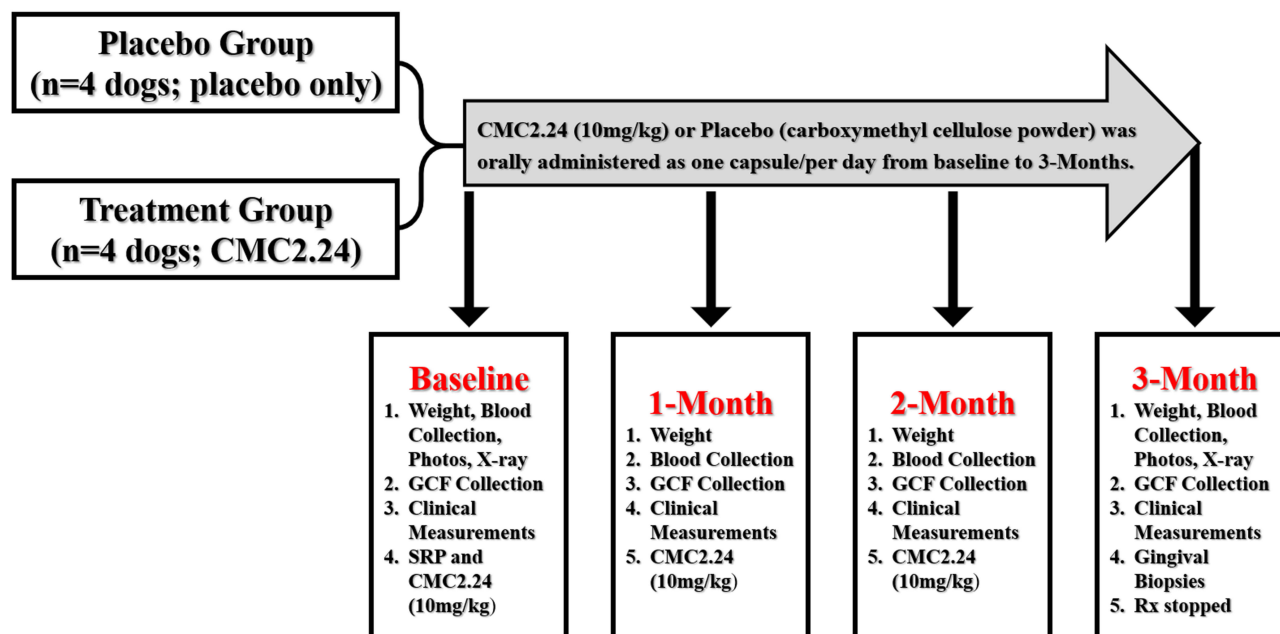 Placebo Group
(n=4 dogs; placebo only)
Treatment Group
(n=4 dogs; CMC2.24)
CMC2.24 (10mg/kg) or Placebo (carboxymethyl cellulose powder) was
orally administered as one capsule/per day from baseline to 3-Months.
Baseline
1. Weight, Blood
Collection,
Photos, X-ray
2. GCF Collection
3. Clinical
Measurements
4. SRP and
CMC2.24
(10mg/kg)
1-Month
1. Weight
2. Blood Collection
3. GCF Collection
4. Clinical
Measurements
5. CMC2.24
(10mg/kg)
2-Month
1. Weight
2. Blood Collection
3. GCF Collection
4. Clinical
Measurements
5. CMC2.24
(10mg/kg)
3-Month
1. Weight, Blood
Collection,
Photos, X-ray
2. GCF Collection
3. Clinical
Measurements
4. Gingival
Biopsies
5. Rx stopped